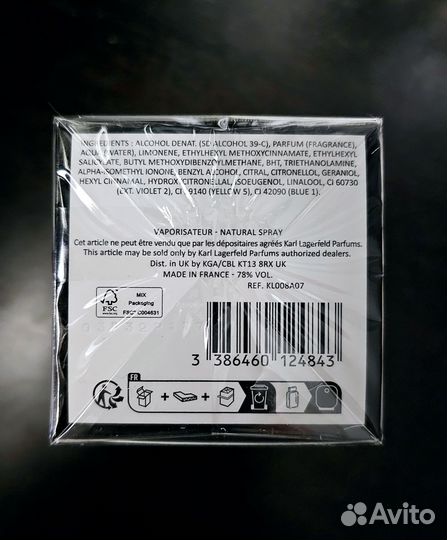 INGREDIENTS : ALCOHOL DENAT. (SD ALCOHOL 39-C), PARFUM (FRAGRANCE),
AQUA (WATER), LIMONENE, ETHYLHEXYL METHOXYCINNAMATE, ETHYLHEXYL
SALICYLATE, BUTYL METHOXYDIBENZOYLMETHANE, BHT, TRIETHANOLAMINE,
ALPHA-ISOMETHYL IONONE, BENZYL ALCOHOL, CITRAL, CITRONELLOL, GERANIOL,
HEXYL CINNAMAL, HYDROXYCITRONELLAL, ISOEUGENOL, LINALOOL, CI 60730
(EXT. VIOLET 2), CI 19140 (YELLOW 5), CI 42090 (BLUE 1).
VAPORISATEUR - NATURAL SPRAY
Cet article ne peut être vendu que par les dépositaires agréés Karl Lagerfeld Parfums.
This article may be sold only by Karl Lagerfeld Parfums authorized dealers.
Dist. in UK by KGA/CBL KT13 8RX UK
MADE IN FRANCE - 78% VOL.
REF. KL008A07
FSC
MIX
Packaging
FSC® C004631
3 386460 124843
FR
Avito